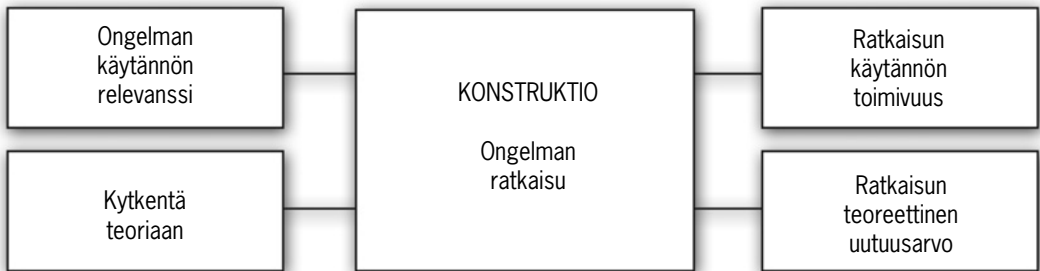 Ongelman
käytännön
relevanssi
Kytkentä
teoriaan
KONSTRUKTIO
Ongelman
ratkaisu
Ratkaisun
käytännön
toimivuus
Ratkaisun
teoreettinen
uutuusarvo